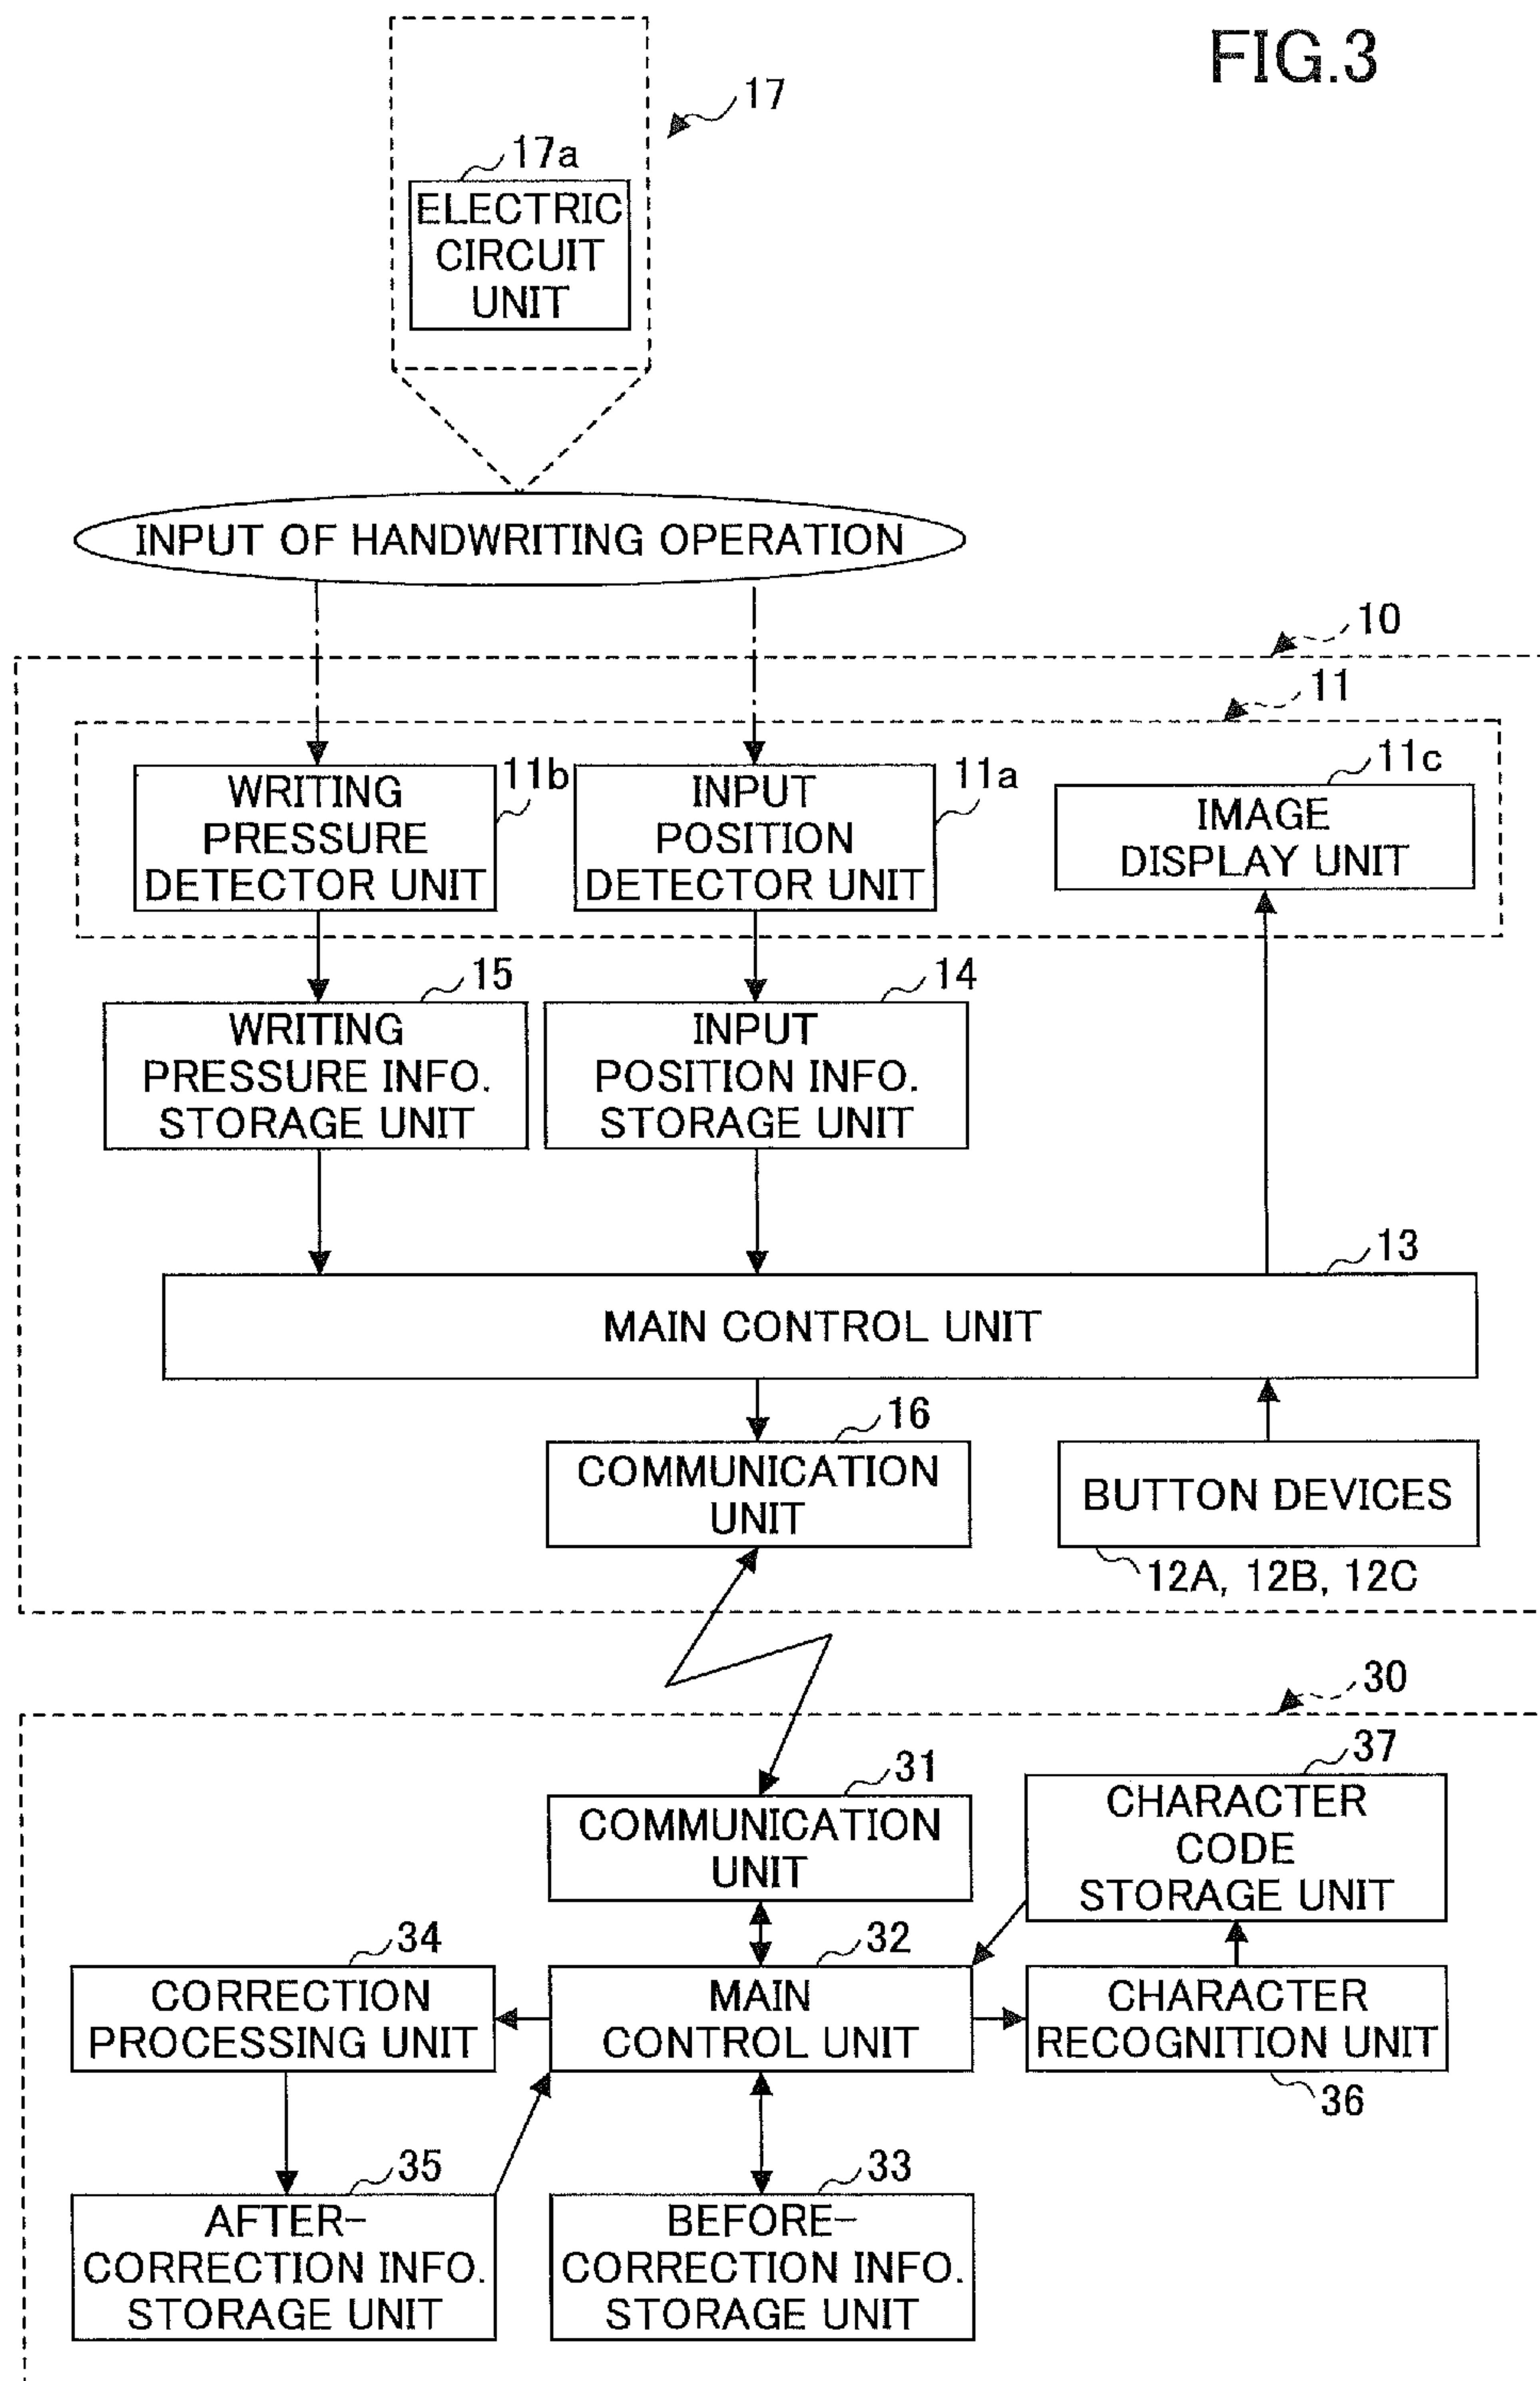 FIG.3
17
17a
ELECTRIC
CIRCUIT
UNIT
INPUT OF HANDWRITING OPERATION
10
11
11b
WRITING
PRESSURE
DETECTOR UNIT
11a
INPUT
POSITION
DETECTOR UNIT
11c
IMAGE
DISPLAY UNIT
15
WRITING
PRESSURE INFO.
STORAGE UNIT
14
INPUT
POSITION INFO.
STORAGE UNIT
13
MAIN CONTROL UNIT
16
COMMUNICATION
UNIT
BUTTON DEVICES
12A, 12B, 12C
30
31
COMMUNICATION
UNIT
37
CHARACTER
CODE
STORAGE UNIT
34
CORRECTION
PROCESSING UNIT
32
MAIN
CONTROL UNIT
CHARACTER
RECOGNITION UNIT
36
35
AFTER-
CORRECTION INFO.
STORAGE UNIT
33
BEFORE-
CORRECTION INFO.
STORAGE UNIT